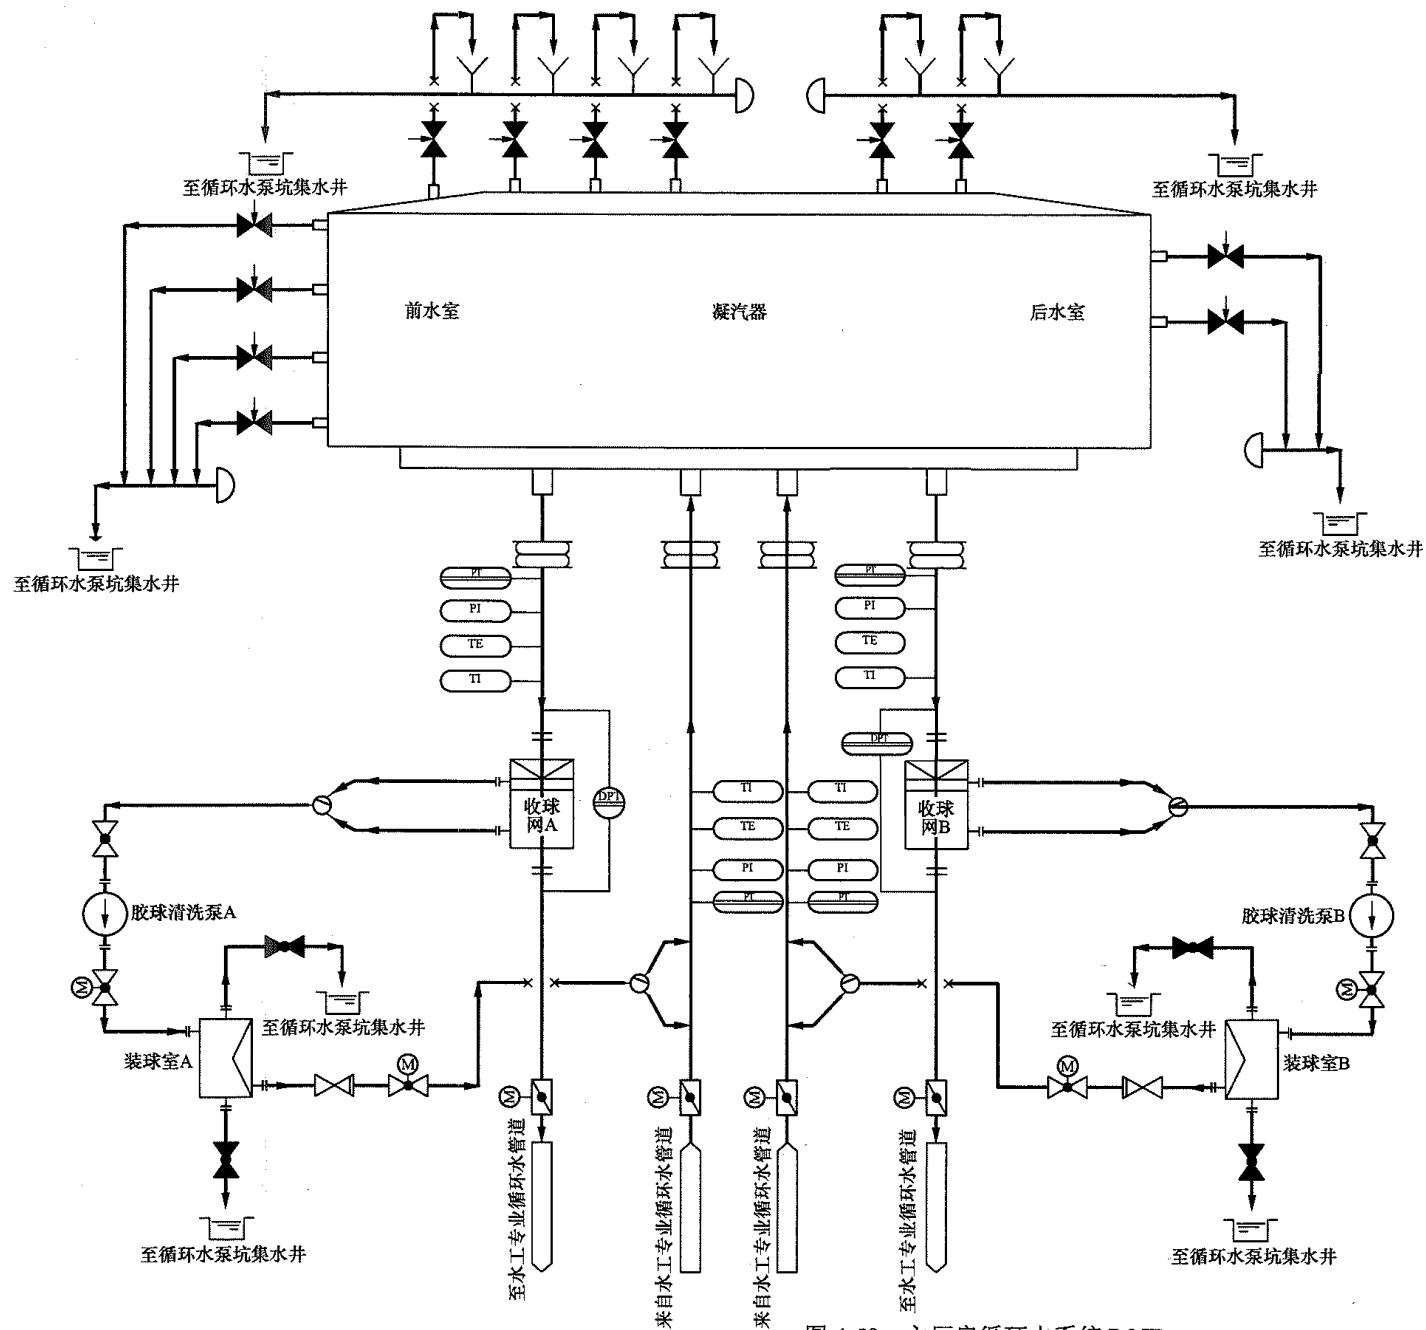 至循环水泵坑集水井
至循环水泵坑集水井
前水室
凝汽器
后水室
至循环水泵坑集水井
至循环水泵坑集水井
PT
PI
TE
TI
PT
PI
TE
TI
DPT
DPT
收球
网A
收球
网B
TI
TE
PI
PT
TI
TE
PI
PT
胶球清洗泵A
胶球清洗泵B
M
M
至循环水泵坑集水井
至循环水泵坑集水井
装球室A
装球室B
M
M
M
M
M
M
至水工专业循环水管道
来自水工专业循环水管道
来自水工专业循环水管道
至水工专业循环水管道
至循环水泵坑集水井
至循环水泵坑集水井